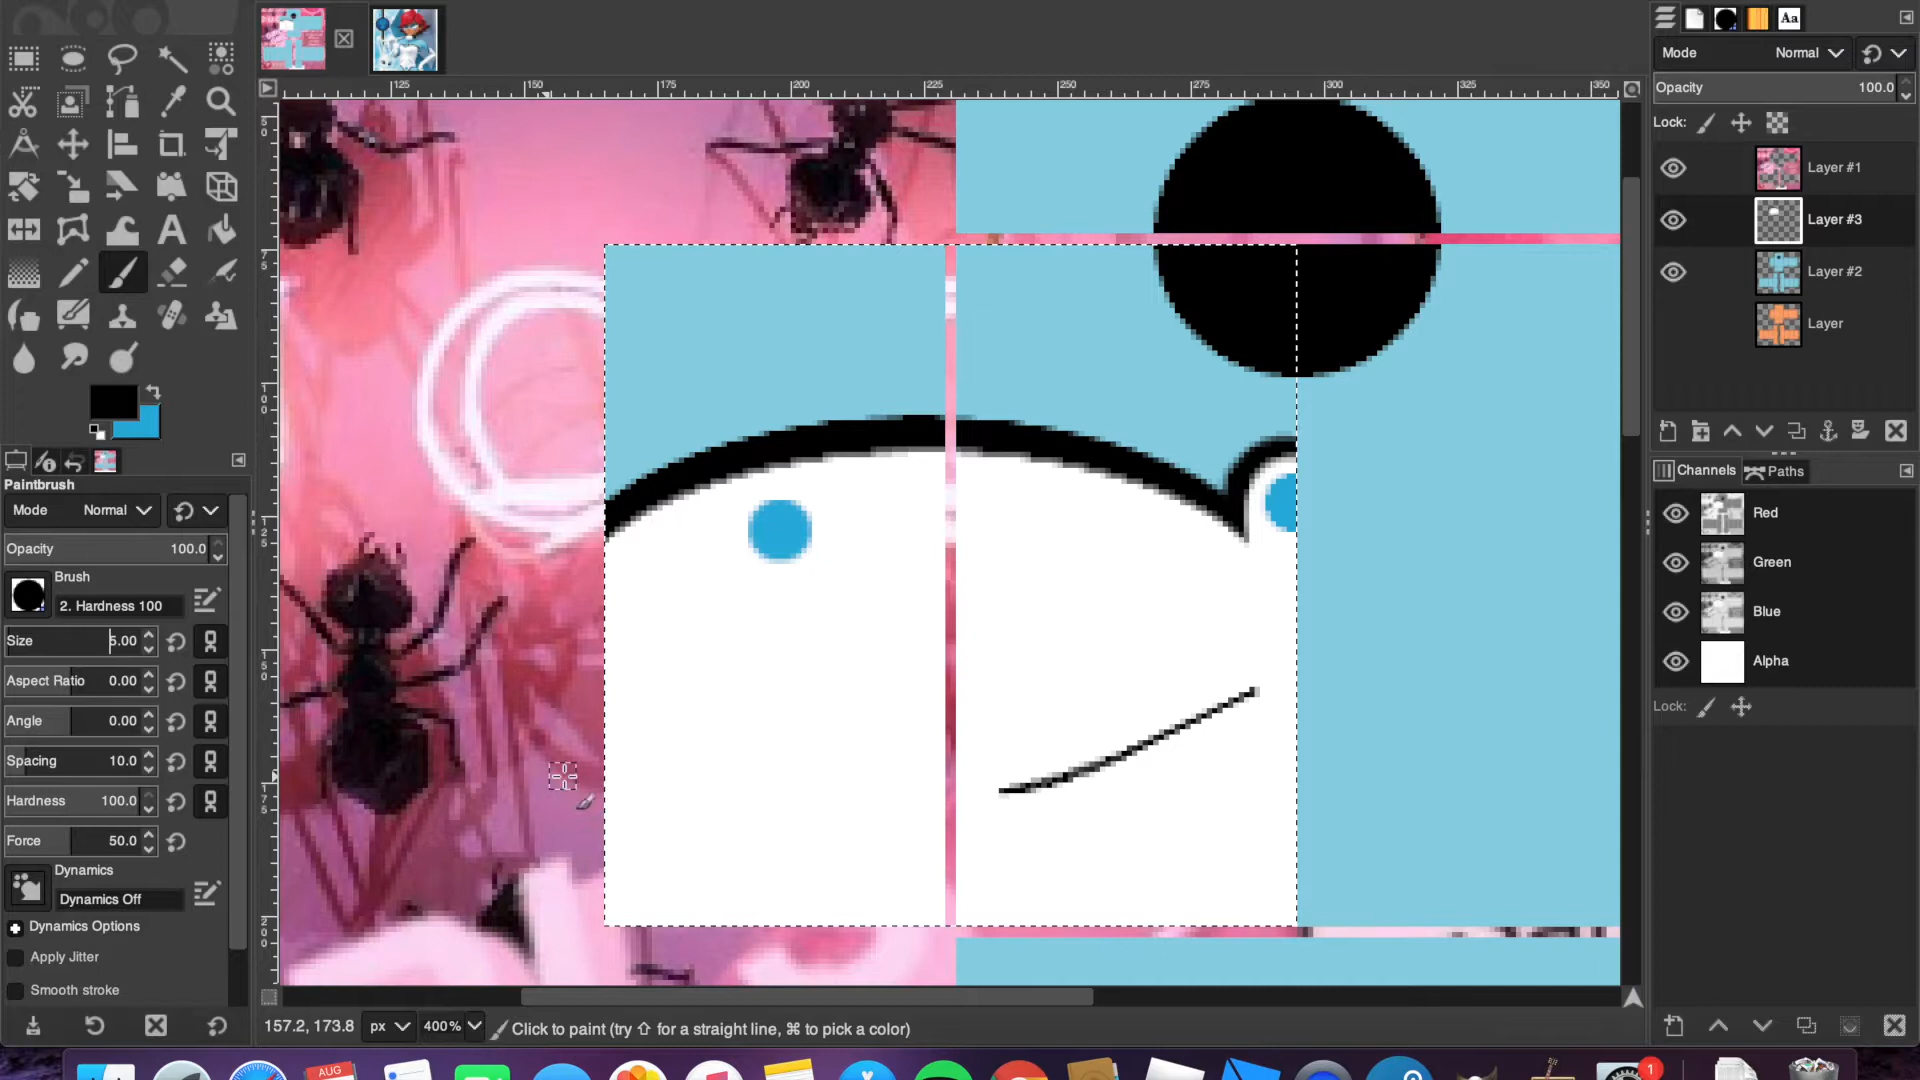 Mode Normal
Opacity 100.0
Lock:
Layer #1
Layer #3
Layer #2
Layer
Channels Paths
Red
Green
Blue
Alpha
Lock:
Aa
125 150 175 200 225 250 275 300 325 350
Paintbrush
Mode Normal
Opacity 100.0
Brush
2. Hardness 100
Size 5.00
Aspect Ratio 0.00
Angle 0.00
Spacing 10.0
Hardness 100.0
Force 50.0
Dynamics
Dynamics Off
Dynamics Options
Apply Jitter
Smooth stroke
157.2, 173.8 px 400% Click to paint (try ⇧ for a straight line, ⌘ to pick a color)
AUG
1